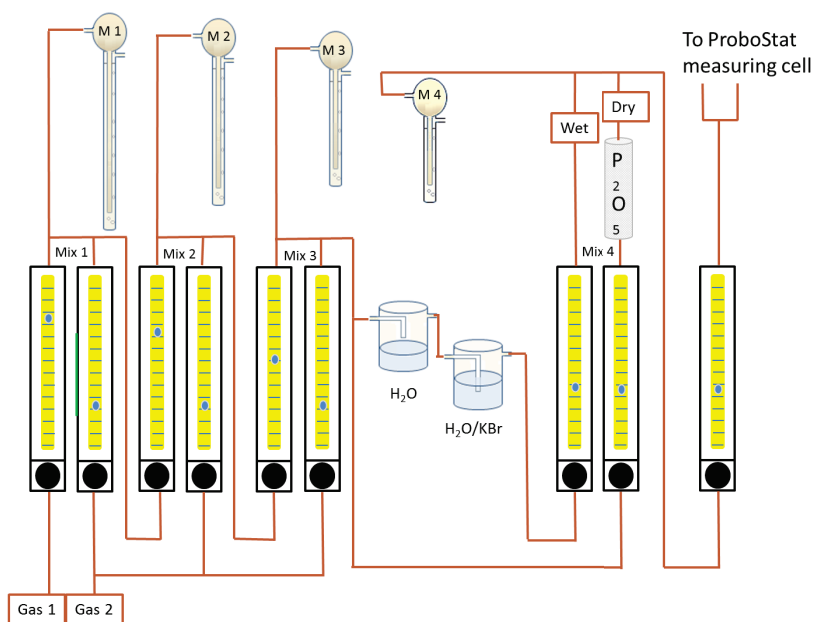 M 1
M 2
M 3
M 4
To ProboStat
measuring cell
Wet
Dry
P
2
O
5
Mix 1
Mix 2
Mix 3
Mix 4
H₂O
H₂O/KBr
Gas 1
Gas 2